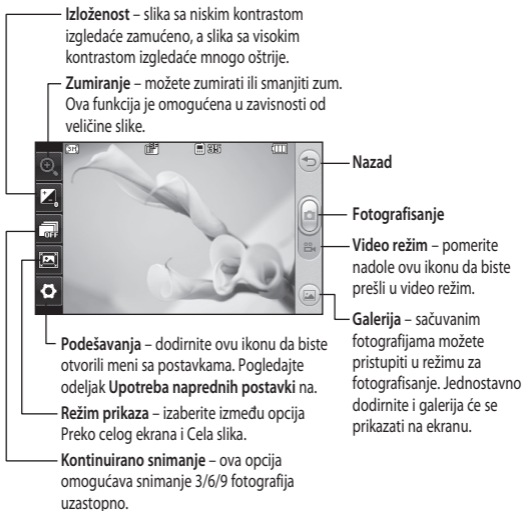 Izloženost – slika sa niskim kontrastom
izgledaće zamućeno, a slika sa visokim
kontrastom izgledaće mnogo oštrije.
Zumiranje – možete zumirati ili smanjiti zum.
Ova funkcija je omogućena u zavisnosti od
veličine slike.
3M
OFF
Nazad
Fotografisanje
Video režim – pomerite
nadole ovu ikonu da biste
prešli u video režim.
Galerija – sačuvanim
fotografijama možete
pristupiti u režimu za
fotografisanje. Jednostavno
dodirnite i galerija će se
prikazati na ekranu.
Podešavanja – dodirnite ovu ikonu da biste
otvorili meni sa postavkama. Pogledajte
odeljak Upotreba naprednih postavki na.
Režim prikaza – izaberite između opcija
Preko celog ekrana i Cela slika.
Kontinuirano snimanje – ova opcija
omogućava snimanje 3/6/9 fotografija
uzastopno.